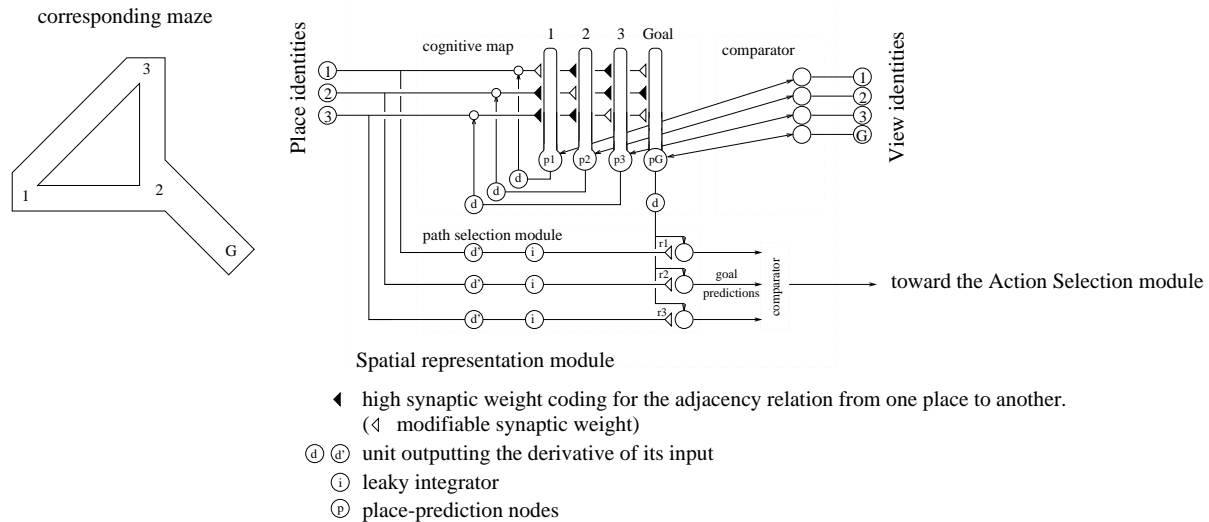 corresponding maze
3
1
2
G
Place identities
1
2
3
cognitive map
1 2 3 Goal
comparator
p1 p2 p3 pG
d
d
d
d
1
2
3
G
View identities
path selection module
d' i r1
d' i r2
d' i r3
goal
predictions
comparator
toward the Action Selection module
Spatial representation module
high synaptic weight coding for the adjacency relation from one place to another.
( modifiable synaptic weight)
d d' unit outputting the derivative of its input
i leaky integrator
p place-prediction nodes